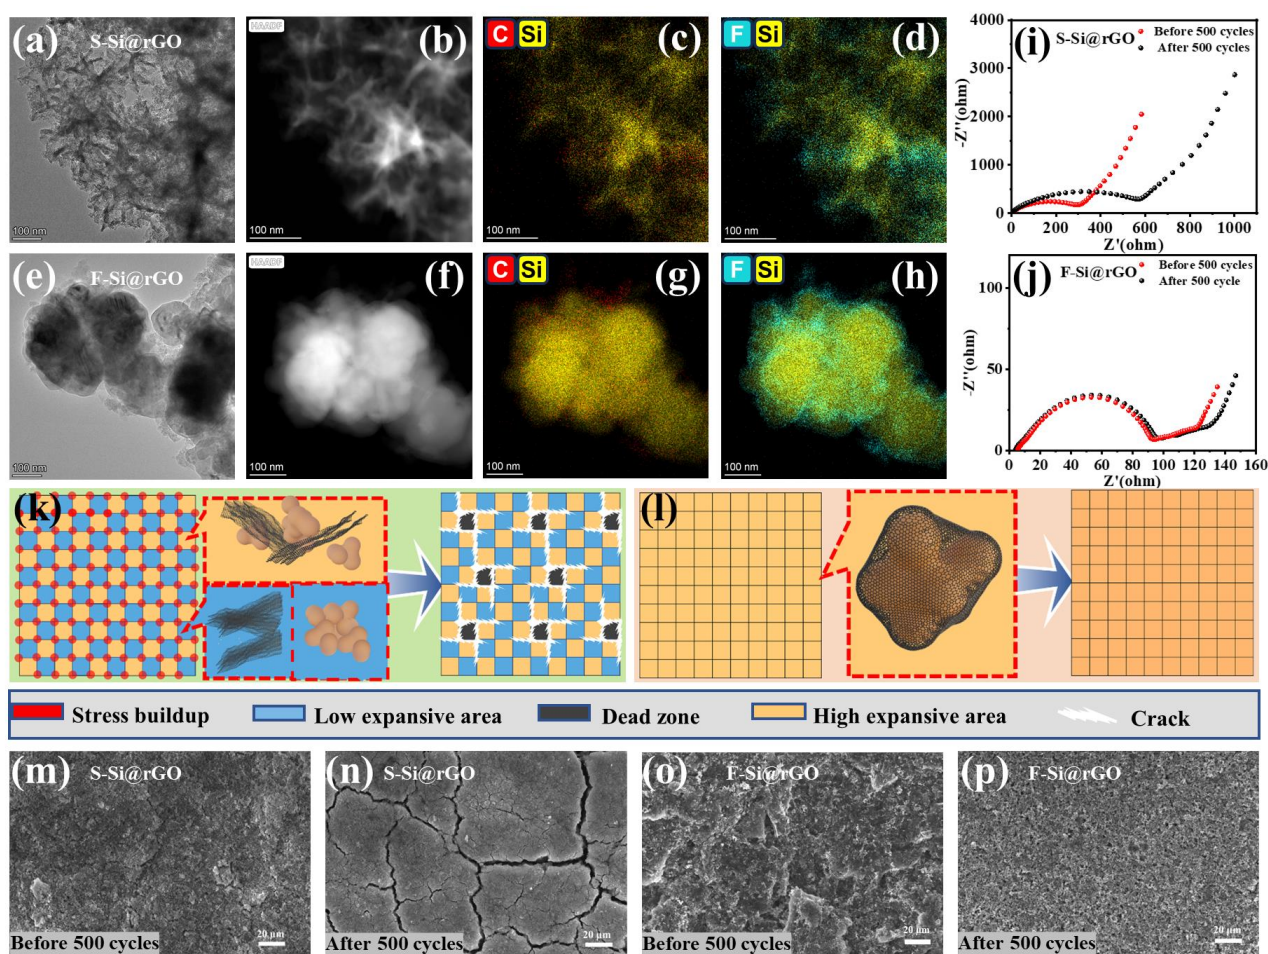 (a) S-Si@rGO
100 nm
HAADF (b)
100 nm
C Si (c)
100 nm
F Si (d)
100 nm
(i) S-Si@rGO
Before 500 cycles
After 500 cycles
4000
3000
2000
1000
0
-Z''(ohm)
0 200 400 600 800 1000
Z'(ohm)
(e) F-Si@rGO
100 nm
HAADF (f)
100 nm
C Si (g)
100 nm
F Si (h)
100 nm
(j) F-Si@rGO
Before 500 cycles
After 500 cycle
100
50
0
-Z''(ohm)
0 20 40 60 80 100 120 140 160
Z'(ohm)
(k)
(l)
Stress buildup
Low expansive area
Dead zone
High expansive area
Crack
(m) S-Si@rGO
Before 500 cycles
20 μm
(n) S-Si@rGO
After 500 cycles
20 μm
(o) F-Si@rGO
Before 500 cycles
20 μm
(p) F-Si@rGO
After 500 cycles
20 μm